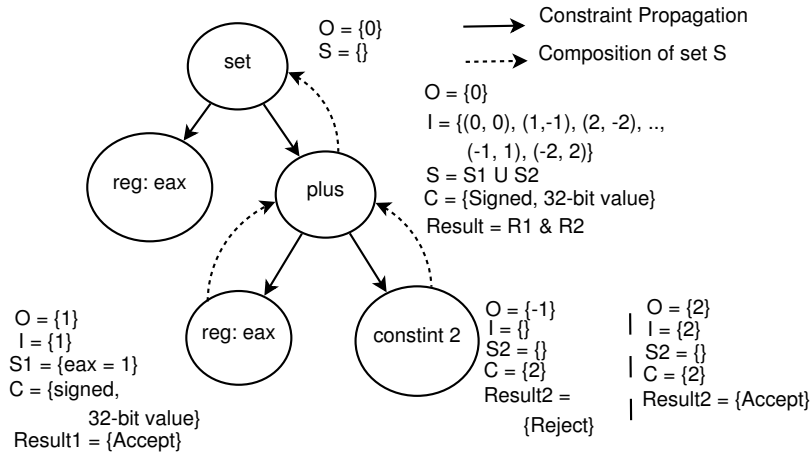 O = {0}
S = {}
Constraint Propagation
Composition of set S
set
O = {0}
I = {(0, 0), (1,-1), (2, -2), ..,
(-1, 1), (-2, 2)}
S = S1 U S2
C = {Signed, 32-bit value}
Result = R1 & R2
reg: eax
plus
O = {1}
I = {1}
S1 = {eax = 1}
C = {signed,
32-bit value}
Result1 = {Accept}
reg: eax
constint 2
O = {-1}
I = {}
S2 = {}
C = {2}
Result2 =
{Reject}
O = {2}
I = {2}
S2 = {}
C = {2}
Result2 = {Accept}